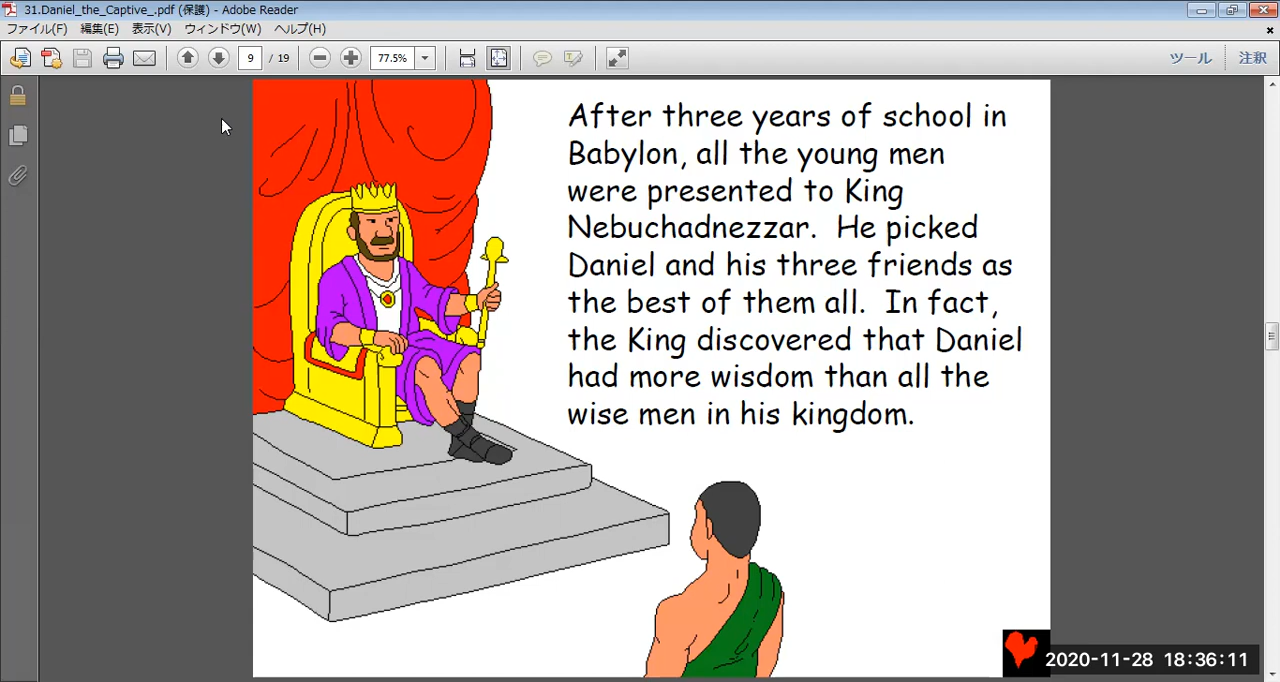 31.Daniel_the_Captive_.pdf (保護) - Adobe Reader
ファイル(F) 編集(E) 表示(V) ウィンドウ(W) ヘルプ(H)
9 / 19 77.5% ツール 注釈
After three years of school in
Babylon, all the young men
were presented to King
Nebuchadnezzar. He picked
Daniel and his three friends as
the best of them all. In fact,
the King discovered that Daniel
had more wisdom than all the
wise men in his kingdom.
2020-11-28 18:36:11